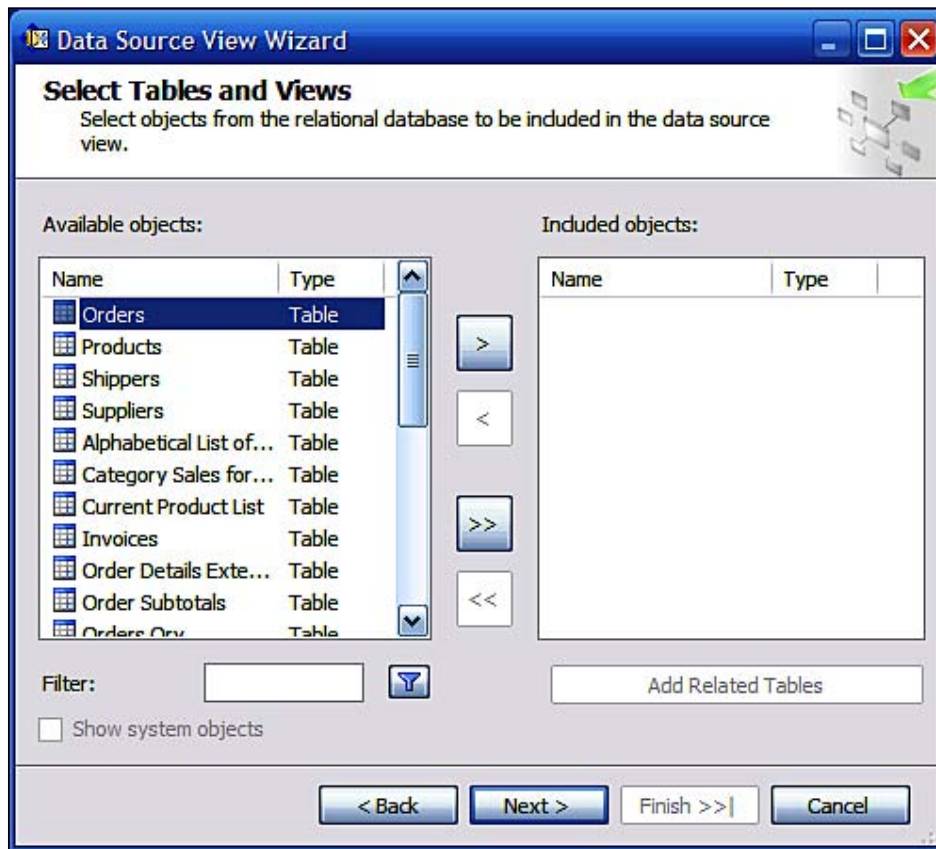 Data Source View Wizard
Select Tables and Views
Select objects from the relational database to be included in the data source
view.
Available objects:
Included objects:
Name Type
Name Type
Orders Table
Products Table
Shippers Table
Suppliers Table
Alphabetical List of... Table
Category Sales for... Table
Current Product List Table
Invoices Table
Order Details Exte... Table
Order Subtotals Table
Orders Qry Table
>
<
>>
<<
Filter:
Add Related Tables
Show system objects
< Back Next > Finish >>| Cancel